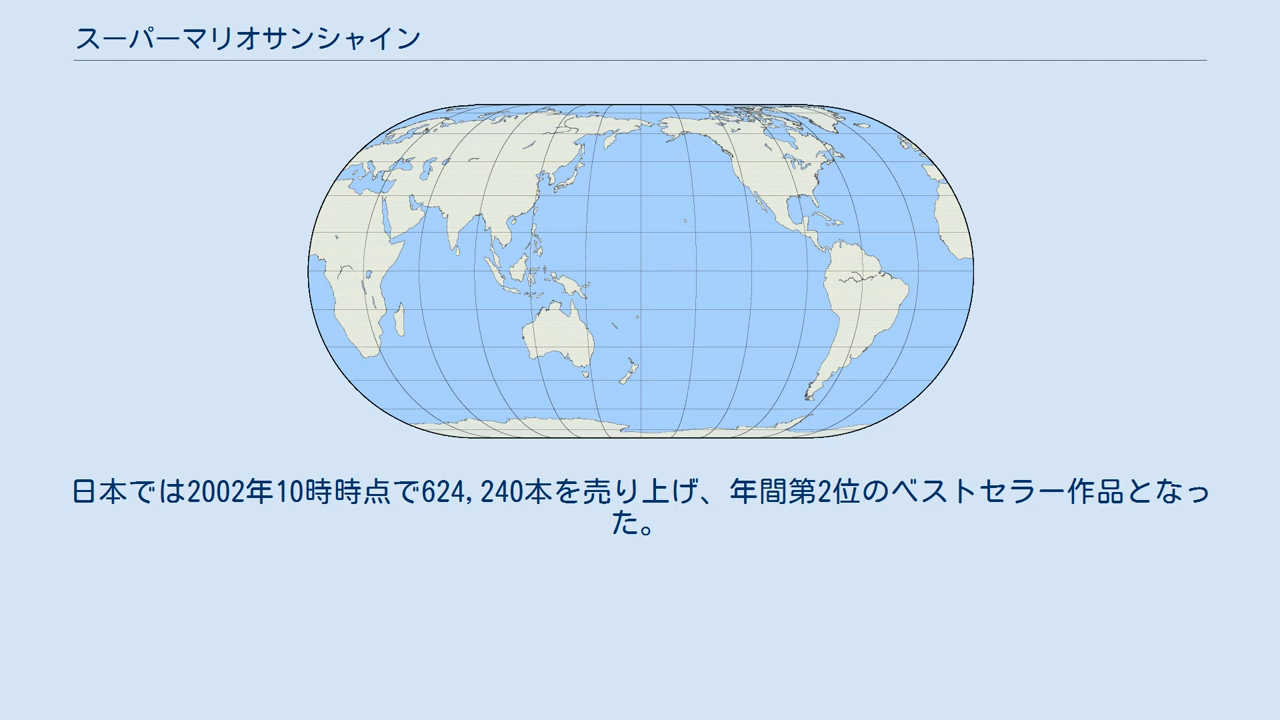 スーパーマリオサンシャイン
日本では2002年10時時点で624,240本を売り上げ、年間第2位のベストセラー作品となっ
た。